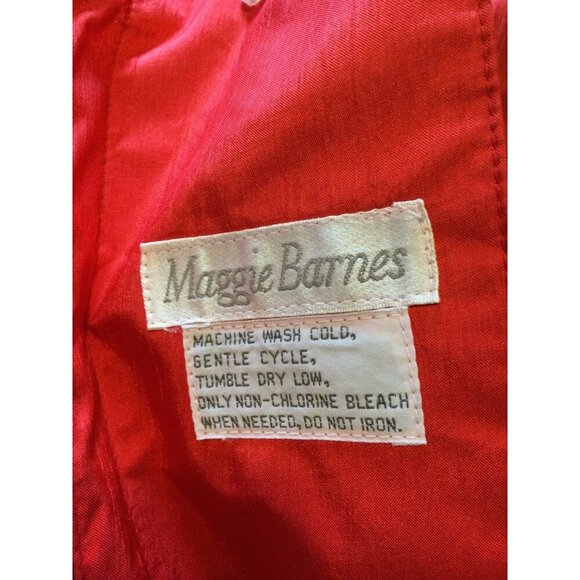 Maggie Barnes
MACHINE WASH COLD,
GENTLE CYCLE,
TUMBLE DRY LOW,
ONLY NON-CHLORINE BLEACH
WHEN NEEDED, DO NOT IRON.